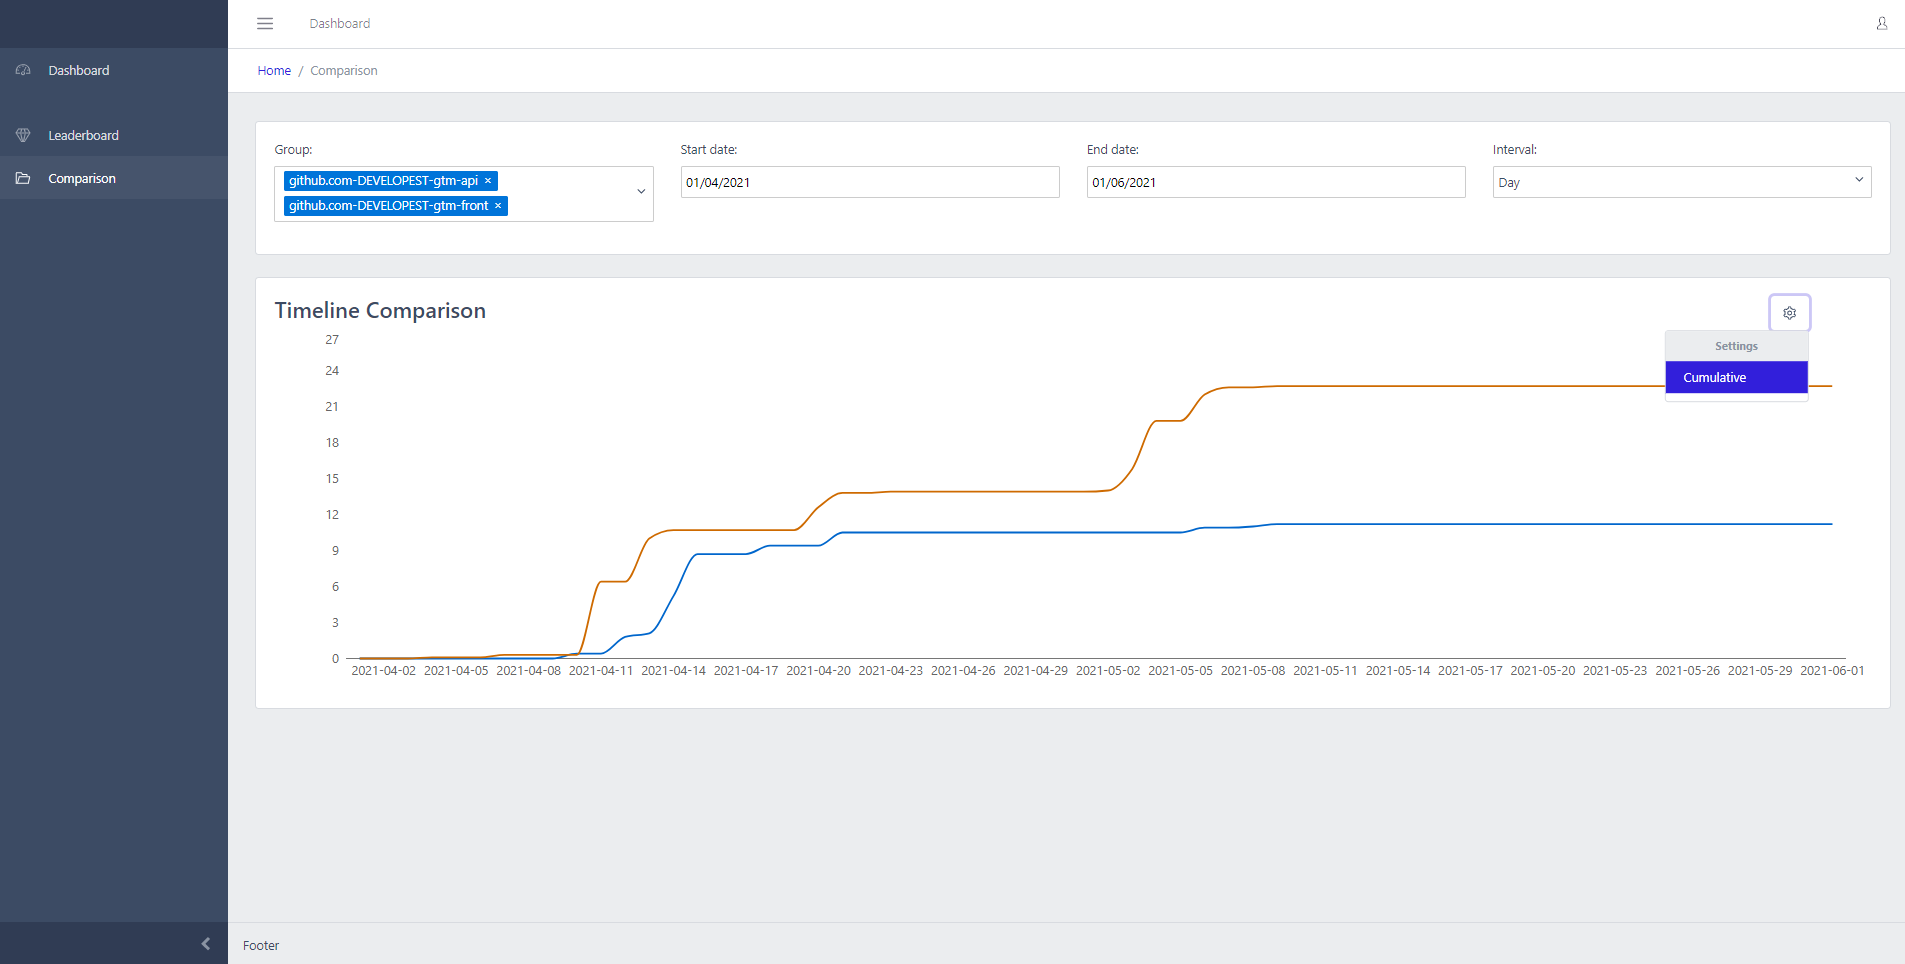 Dashboard
Home / Comparison
Dashboard
Leaderboard
Comparison
Group:
github.com-DEVELOPEST-gtm-api ×
github.com-DEVELOPEST-gtm-front ×
Start date:
01/04/2021
End date:
01/06/2021
Interval:
Day
Timeline Comparison
Settings
Cumulative
27
24
21
18
15
12
9
6
3
0
2021-04-02 2021-04-05 2021-04-08 2021-04-11 2021-04-14 2021-04-17 2021-04-20 2021-04-23 2021-04-26 2021-04-29 2021-05-02 2021-05-05 2021-05-08 2021-05-11 2021-05-14 2021-05-17 2021-05-20 2021-05-23 2021-05-26 2021-05-29 2021-06-01
Footer